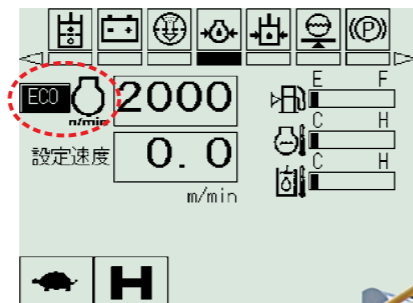 (P)
E F
ECO 2000
n/min
C H
設定速度 0.0
C H
m/min
H